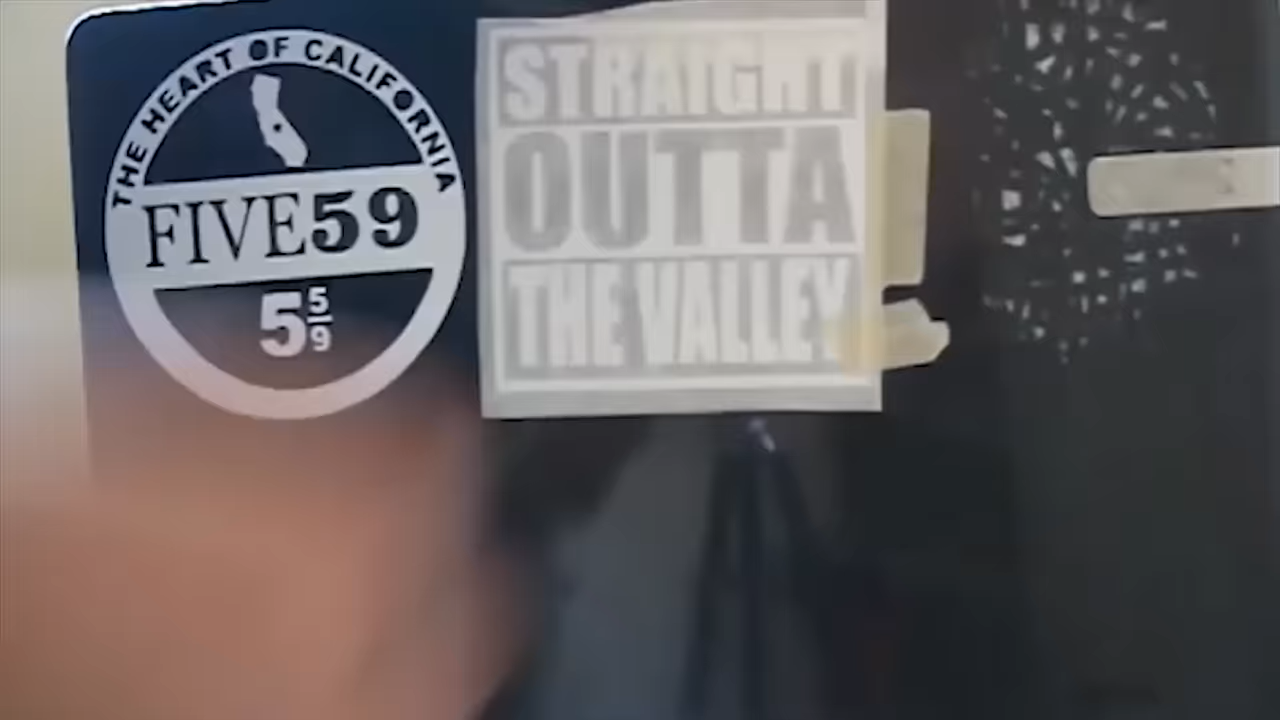 THE HEART OF CALIFORNIA
FIVE59
5 5/9
STRAIGHT
OUTTA
THE VALLEY